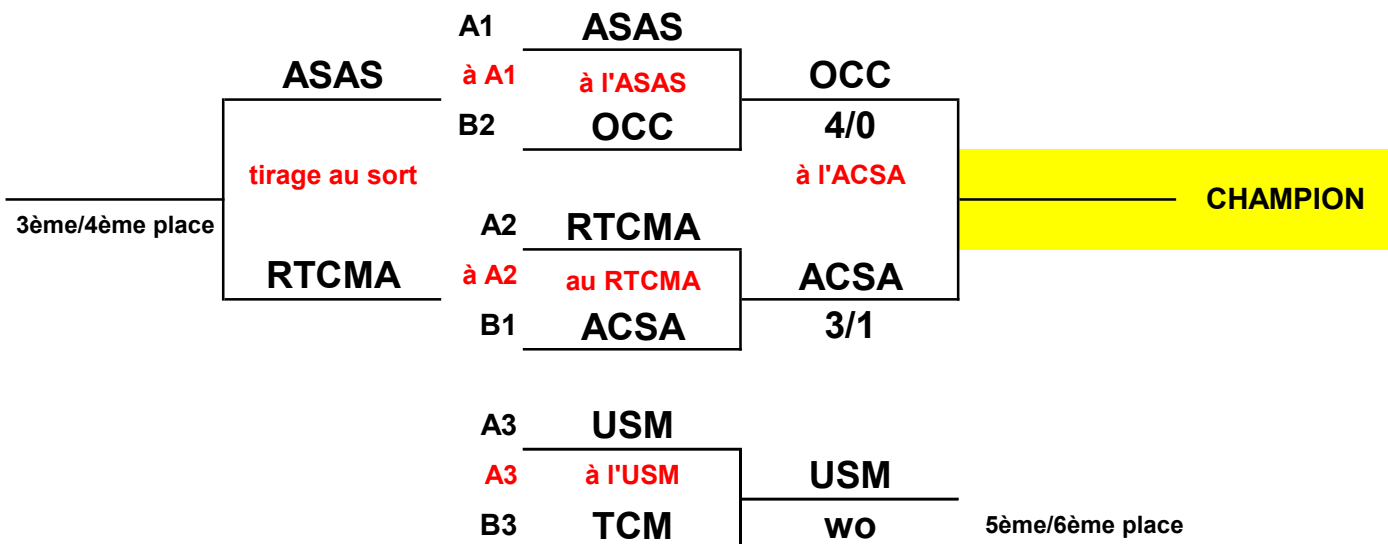 A1 ASAS
ASAS à A1 à l'ASAS OCC
B2 OCC 4/0
tirage au sort à l'ACSA
CHAMPION
3ème/4ème place A2 RTCMA
RTCMA à A2 au RTCMA ACSA
B1 ACSA 3/1
A3 USM
A3 à l'USM USM
B3 TCM wo 5ème/6ème place